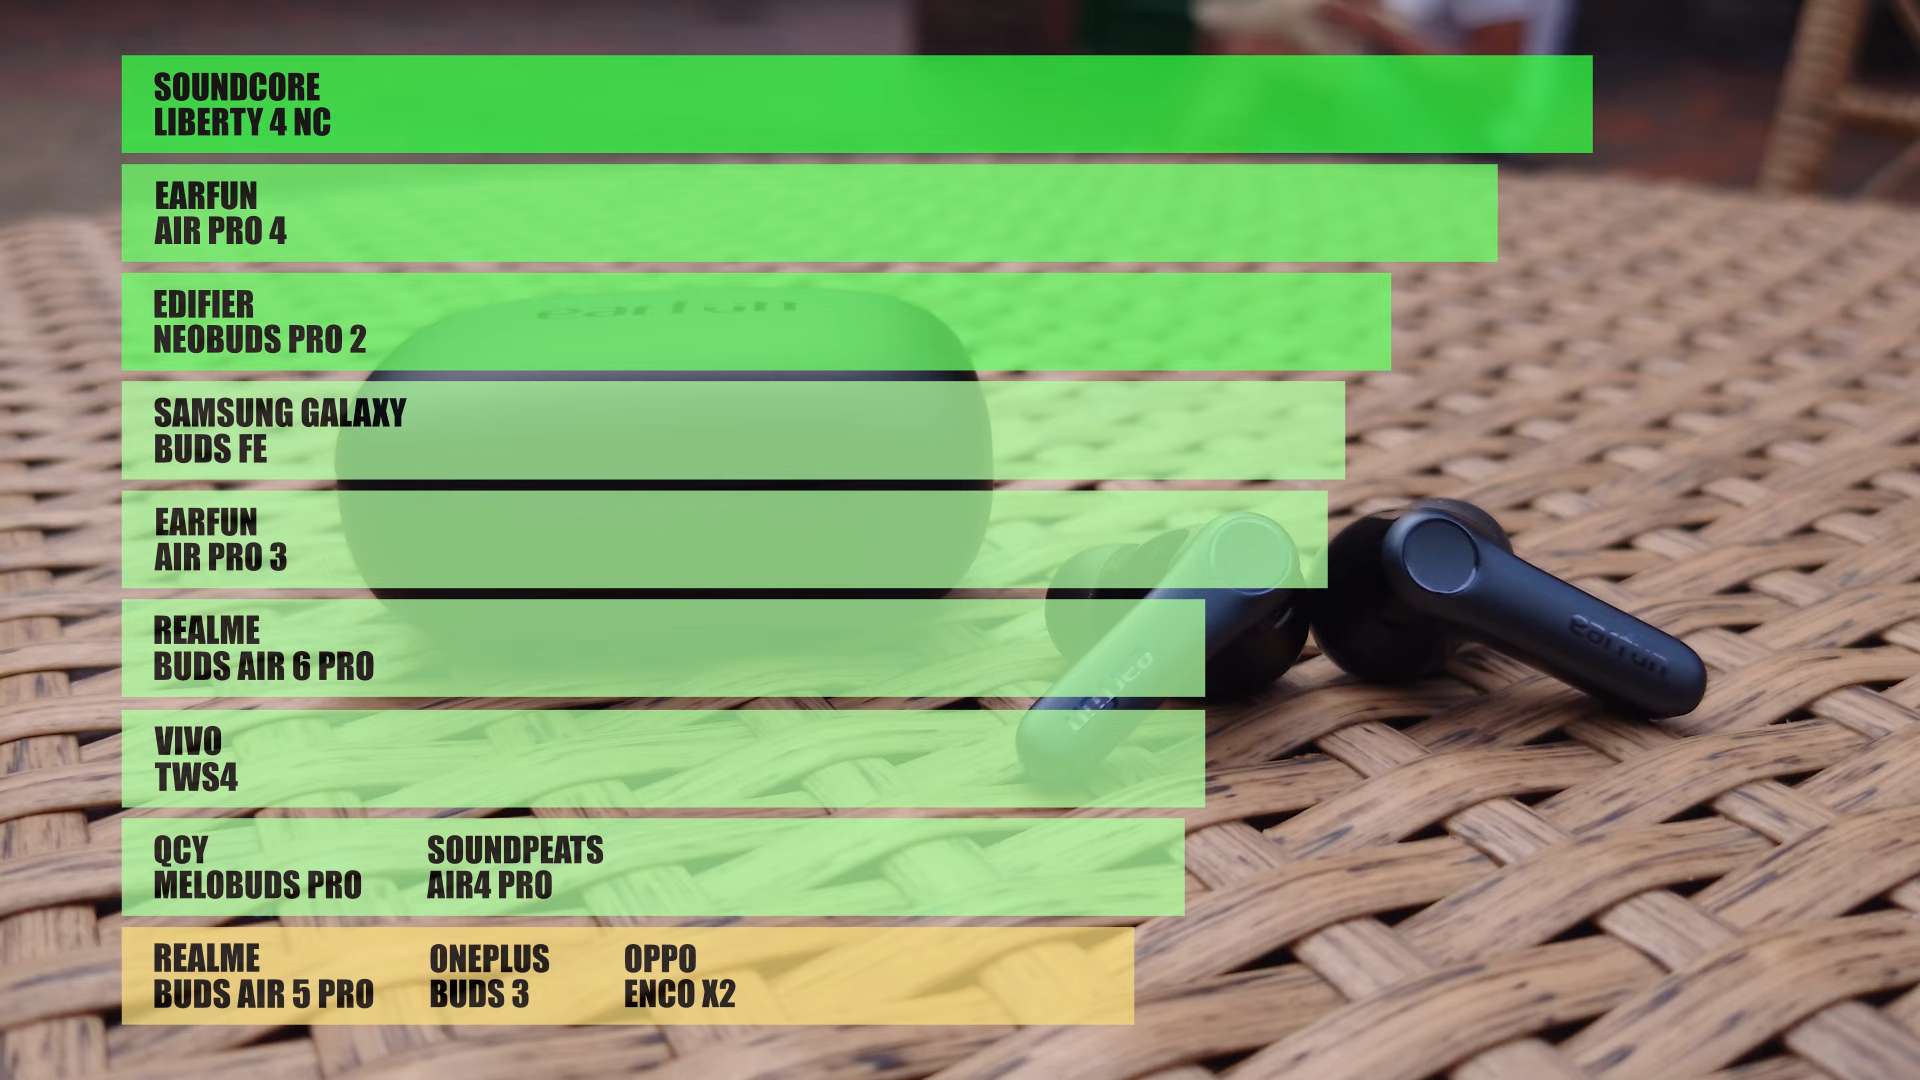 SOUNDCORE
LIBERTY 4 NC
EARFUN
AIR PRO 4
EDIFIER
NEOBUDS PRO 2
earfun
SAMSUNG GALAXY
BUDS FE
EARFUN
AIR PRO 3
REALME
BUDS AIR 6 PRO
earfun
earfun
VIVO
TWS4
QCY
MELOBUDS PRO
SOUNDPEATS
AIR4 PRO
REALME
BUDS AIR 5 PRO
ONEPLUS
BUDS 3
OPPO
ENCO X2